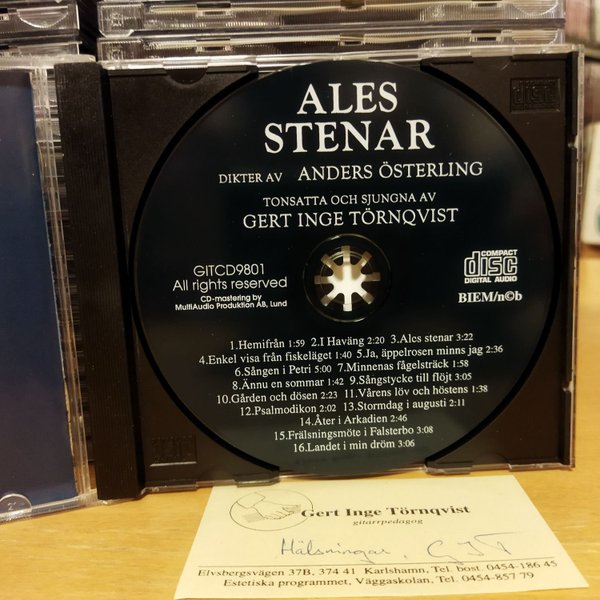 ALES
STENAR
DIKTER AV ANDERS ÖSTERLING
TONSATTA OCH SJUNGNA AV
GERT INGE TÖRNQVIST
GITCD9801
All rights reserved
CD-mastering by
MultiAudio Produktion AB, Lund
COMPACT
disc
DIGITAL AUDIO
BIEM/n©b
1.Hemifrån 1:59 2.I Haväng 2:20 3.Ales stenar 3:22
4.Enkel visa från fiskeläget 1:40 5.Ja, äppelrosen minns jag 2:36
6.Sången i Petri 5:00 7.Minnenas fågelsträck 1:58
8.Ännu en sommar 1:42 9.Sångstycke till flöjt 3:05
10.Gården och dösen 2:23 11.Vårens löv och höstens 1:38
12.Psalmodikon 2:02 13.Stormdag i augusti 2:11
14.Åter i Arkadien 2:46
15.Frälsningsmöte i Falsterbo 3:08
16.Landet i min dröm 3:06
disc
Gert Inge Törnqvist
gitarrpedagog
Hälsningar, GIT
Elvsbergsvägen 37B, 374 41 Karlshamn, Tel. bost. 0454-186 45
Estetiska programmet, Väggaskolan, Tel. 0454-857 79